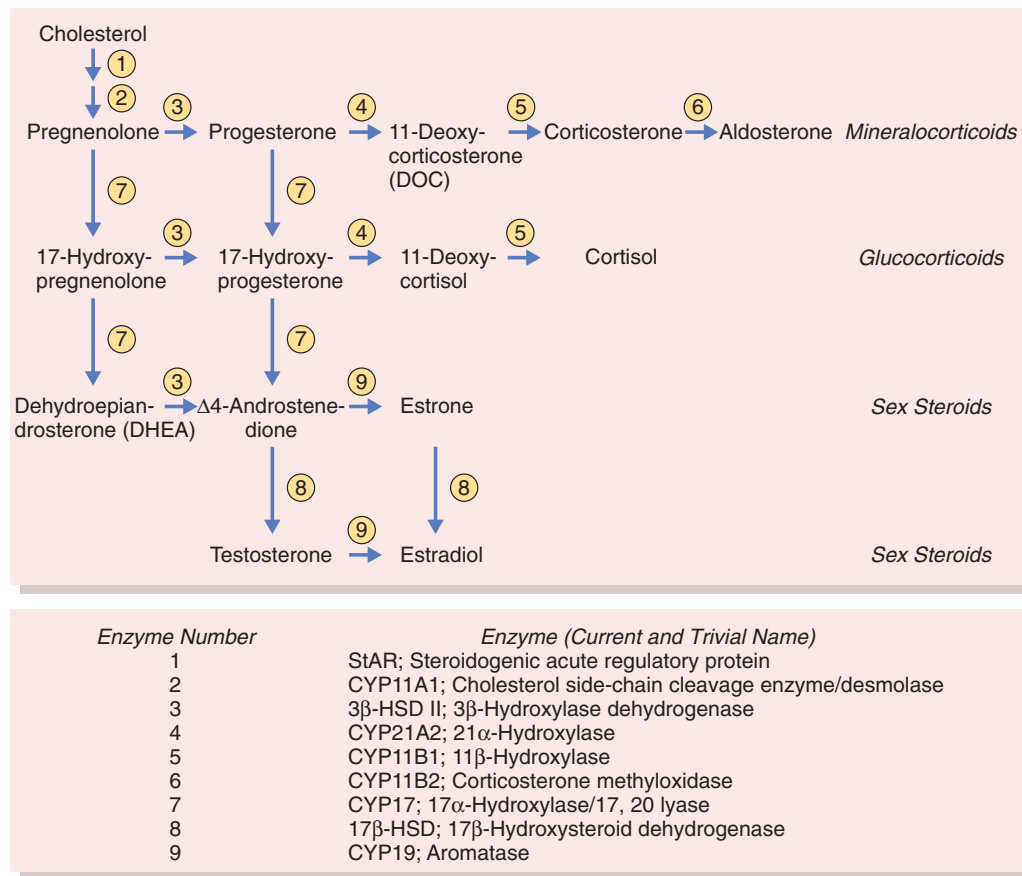 Cholesterol
1
2
3
4
5
6
Pregnenolone
Progesterone
11-Deoxy-
corticosterone
(DOC)
Corticosterone
Aldosterone
Mineralocorticoids
7
7
3
4
5
17-Hydroxy-
pregnenolone
17-Hydroxy-
progesterone
11-Deoxy-
cortisol
Cortisol
Glucocorticoids
7
7
3
9
Dehydroepian-
drosterone (DHEA)
Δ4-Androstene-
dione
Estrone
Sex Steroids
8
8
9
Testosterone
Estradiol
Sex Steroids
Enzyme Number Enzyme (Current and Trivial Name)
1 StAR; Steroidogenic acute regulatory protein
2 CYP11A1; Cholesterol side-chain cleavage enzyme/desmolase
3 3β-HSD II; 3β-Hydroxylase dehydrogenase
4 CYP21A2; 21α-Hydroxylase
5 CYP11B1; 11β-Hydroxylase
6 CYP11B2; Corticosterone methyloxidase
7 CYP17; 17α-Hydroxylase/17, 20 lyase
8 17β-HSD; 17β-Hydroxysteroid dehydrogenase
9 CYP19; Aromatase